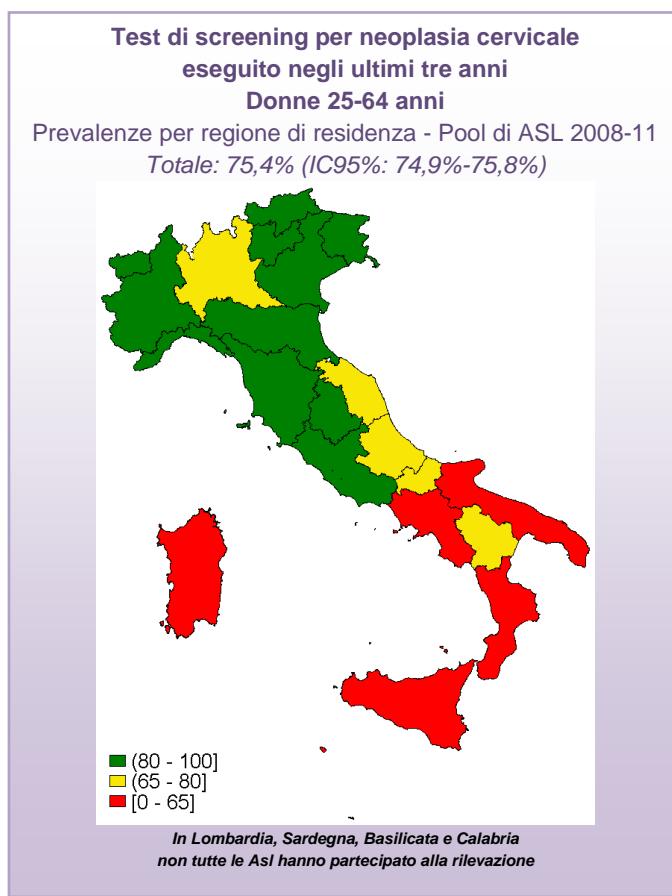 Test di screening per neoplasia cervicale
eseguito negli ultimi tre anni
Donne 25-64 anni
Prevalenze per regione di residenza - Pool di ASL 2008-11
Totale: 75,4% (IC95%: 74,9%-75,8%)
(80 - 100]
(65 - 80]
[0 - 65]
In Lombardia, Sardegna, Basilicata e Calabria
non tutte le Asl hanno partecipato alla rilevazione